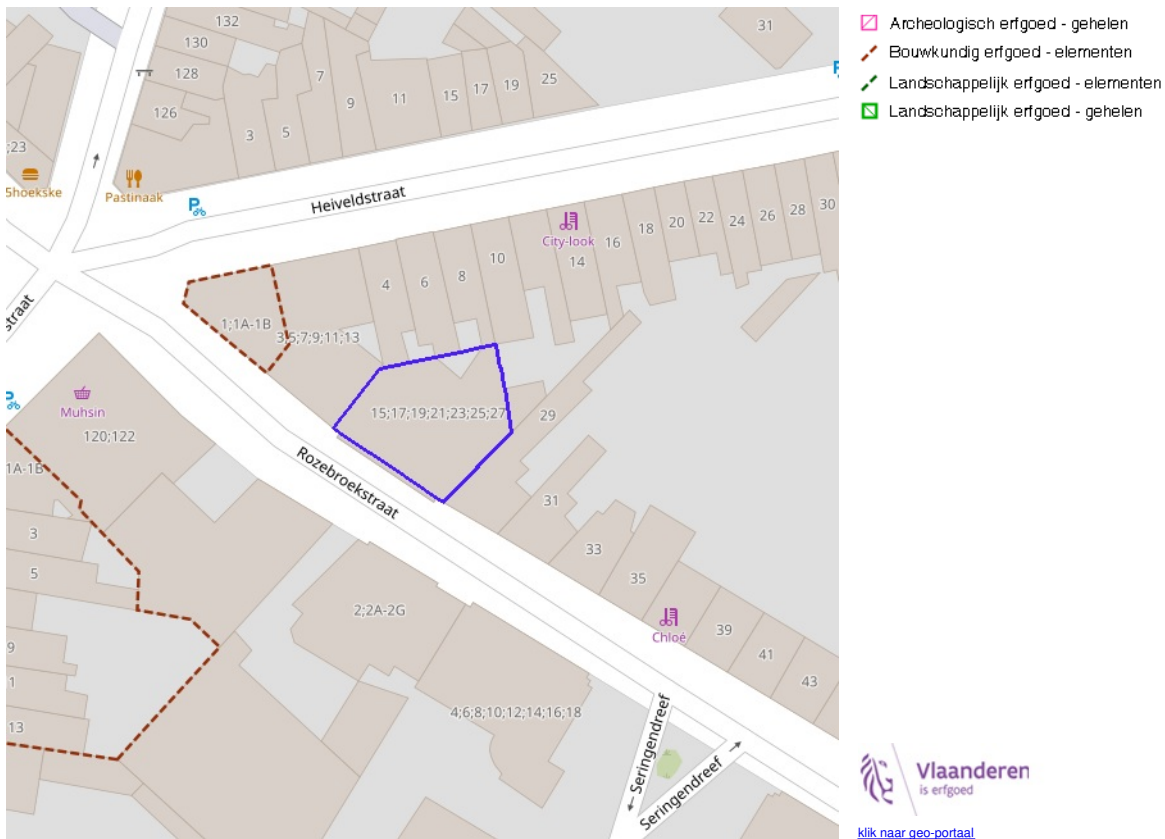 132
130
128
126
;23
5hoekske
Pastinaak
3
5
7
9
11
15
17
19
25
31
Heiveldstraat
straat
City-look
4
6
8
10
14
16
18
20
22
24
26
28
30
1;1A-1B
3;5;7;9;11;13
15;17;19;21;23;25;27
29
31
33
35
39
41
43
Muhsin
120;122
1A-1B
3
5
9
1
13
Rozebroekstraat
2;2A-2G
4;6;8;10;12;14;16;18
Chloé
Seringendreef
Seringendreef
Archeologisch erfgoed - gehelen
Bouwkundig erfgoed - elementen
Landschappelijk erfgoed - elementen
Landschappelijk erfgoed - gehelen
Vlaanderen
is erfgoed
klik naar geo-portaal